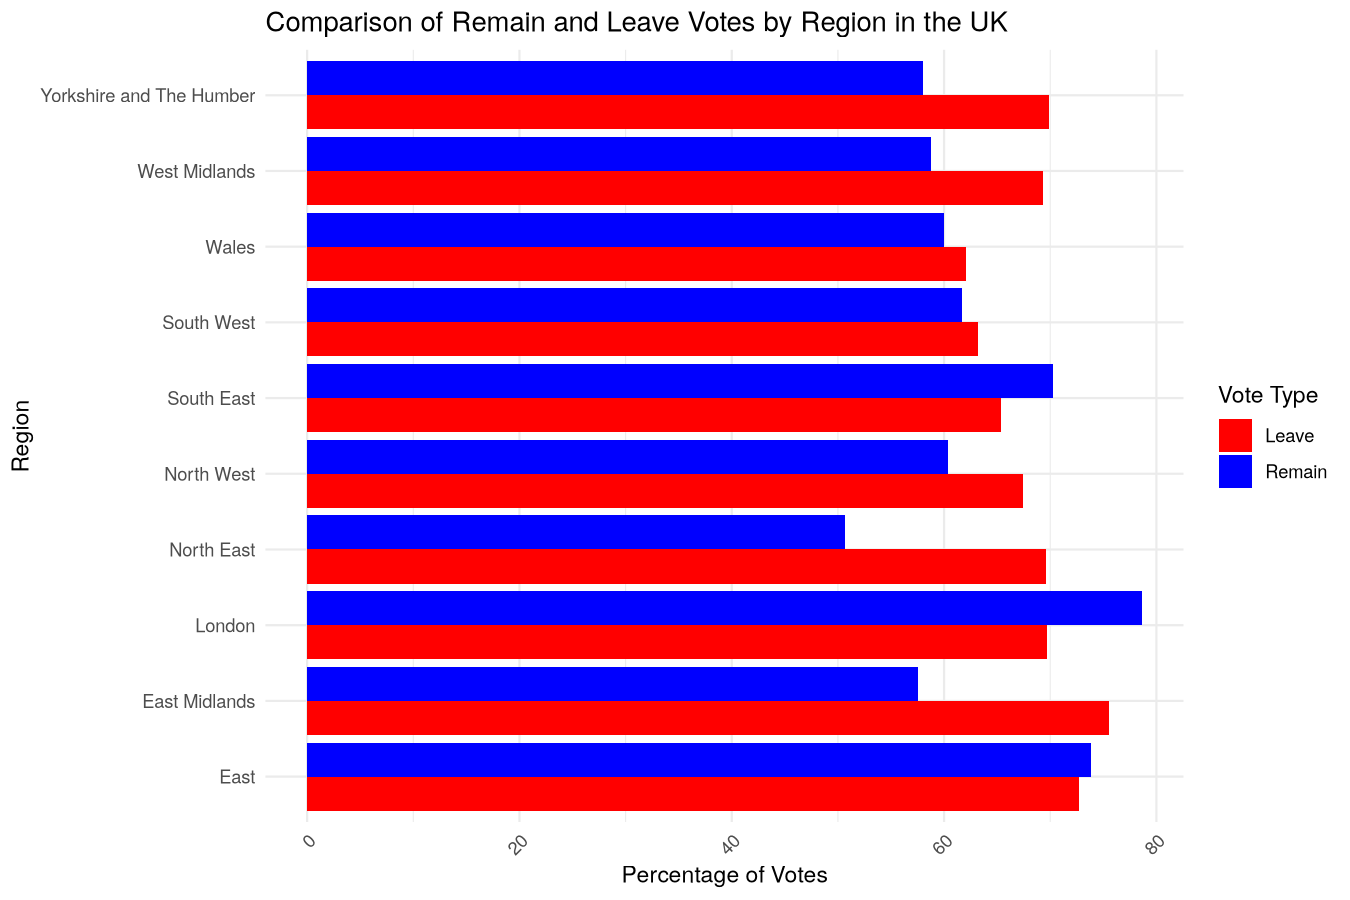 Comparison of Remain and Leave Votes by Region in the UK
Yorkshire and The Humber
West Midlands
Wales
South West
South East
North West
North East
London
East Midlands
East
Region
0
20
40
60
80
Percentage of Votes
Vote Type
Leave
Remain